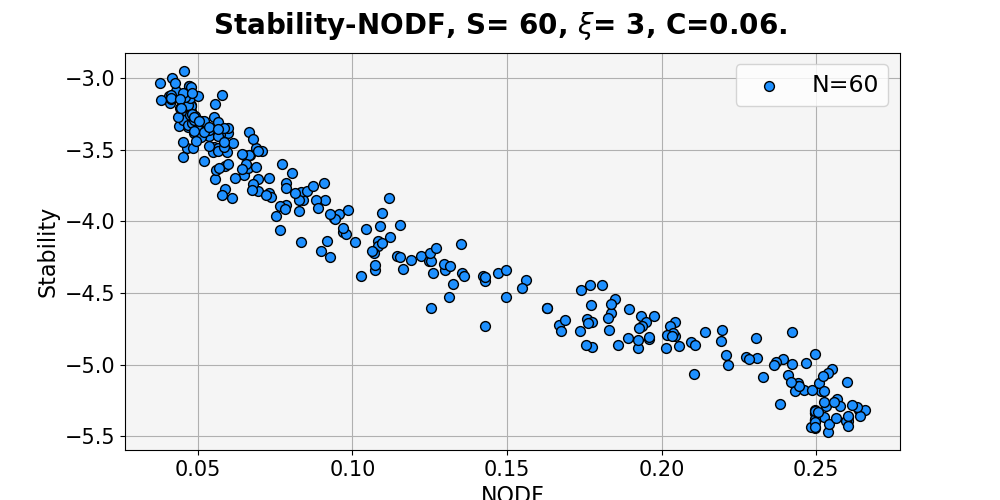 Stability-NODF, S= 60, ξ= 3, C=0.06.
N=60
Stability
−3.0
−3.5
−4.0
−4.5
−5.0
−5.5
0.05 0.10 0.15 0.20 0.25
NODF